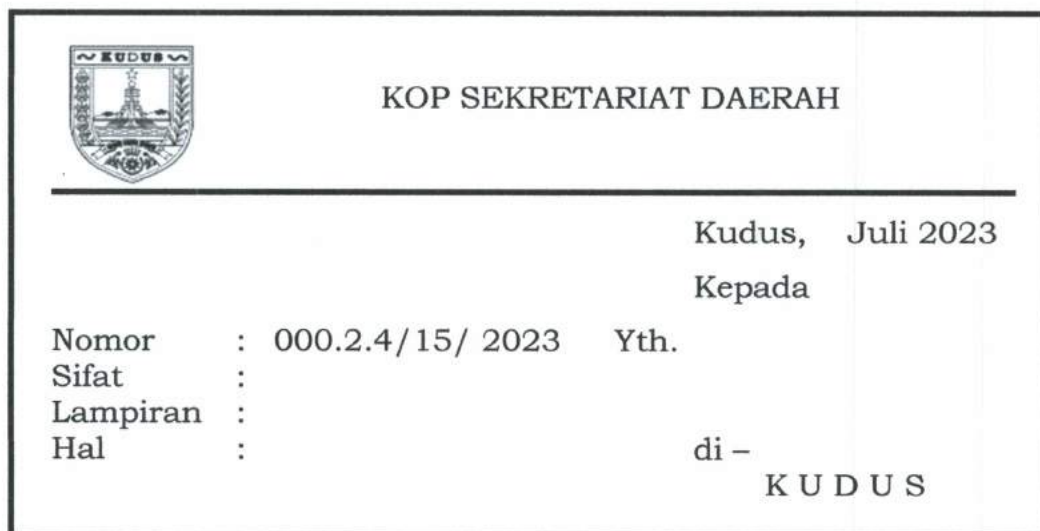 KUDUS
KOP SEKRETARIAT DAERAH
Kudus, Juli 2023
Kepada
Nomor : 000.2.4/15/ 2023 Yth.
Sifat :
Lampiran :
Hal :
di –
K U D U S